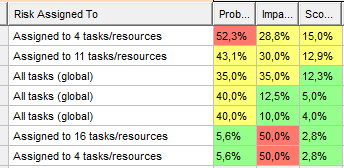 Risk Assigned To Prob... Impa... Sco...
Assigned to 4 tasks/resources 52,3% 28,8% 15,0%
Assigned to 11 tasks/resources 43,1% 30,0% 12,9%
All tasks (global) 35,0% 35,0% 12,3%
All tasks (global) 40,0% 12,5% 5,0%
All tasks (global) 40,0% 10,0% 4,0%
Assigned to 16 tasks/resources 5,6% 50,0% 2,8%
Assigned to 4 tasks/resources 5,6% 50,0% 2,8%